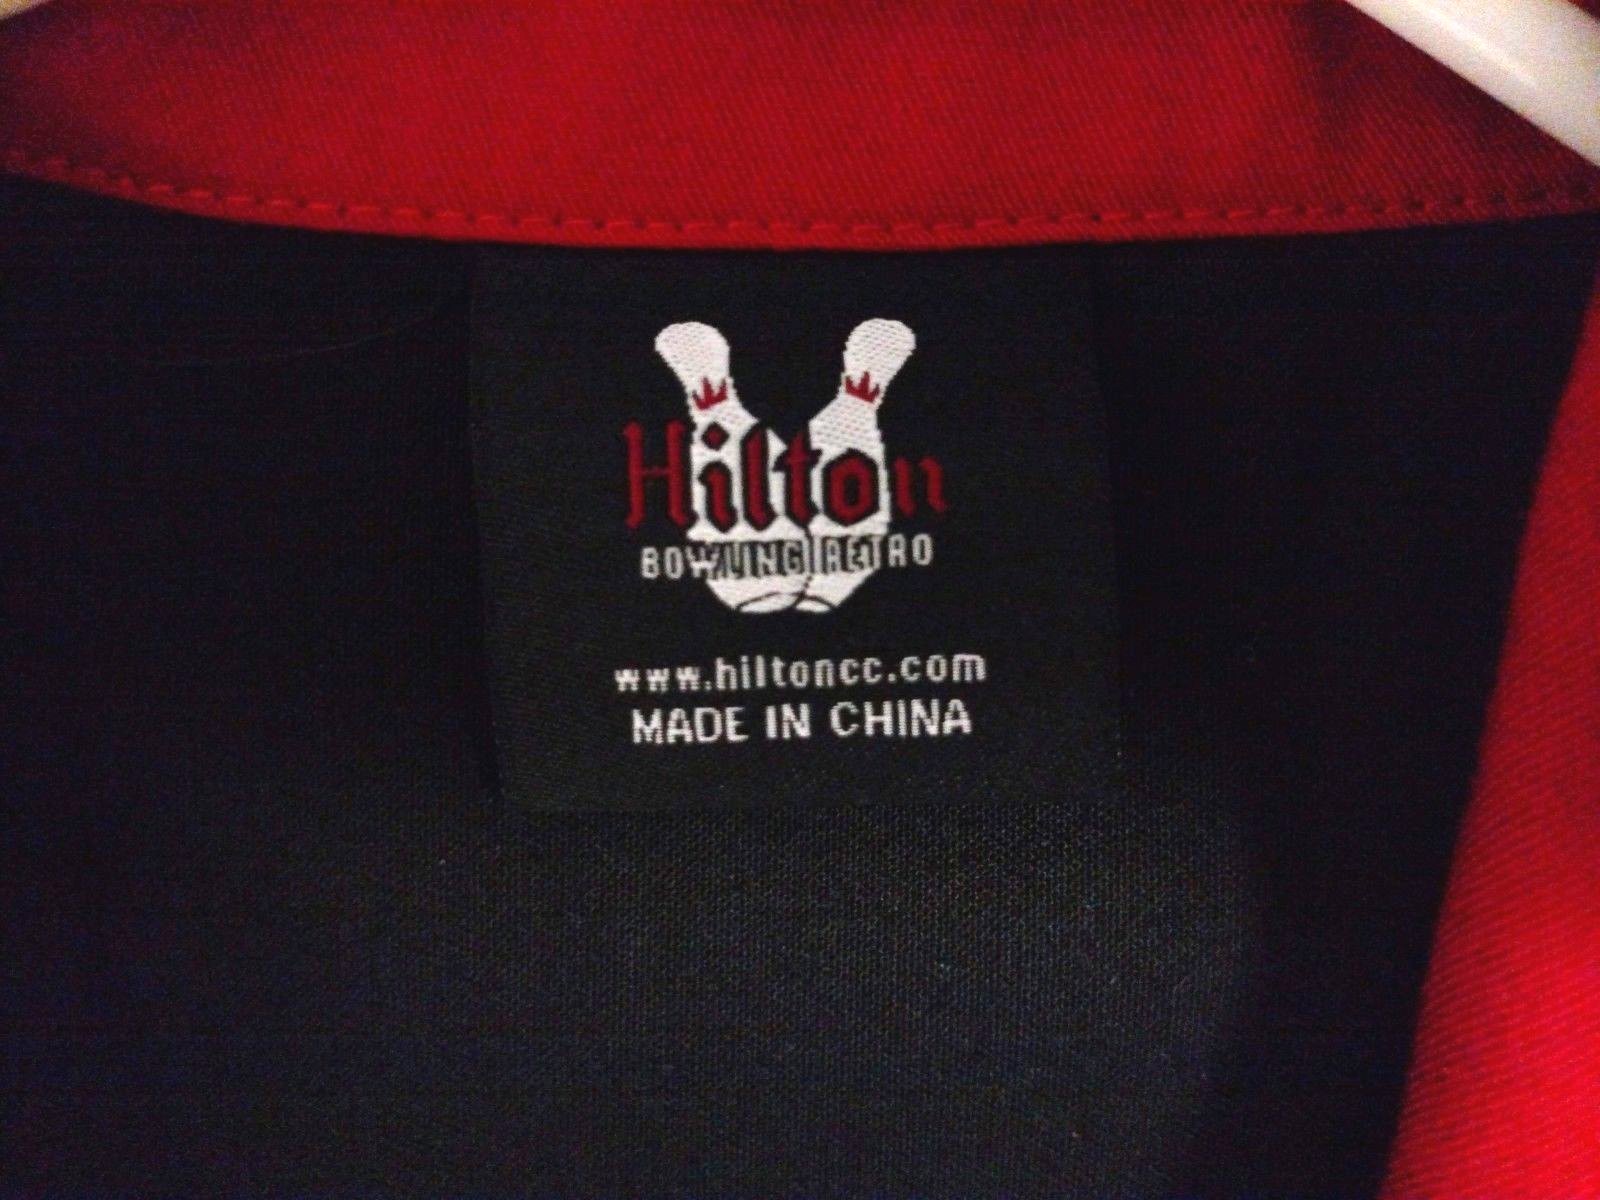 Hilton
BOWLING RETRO
www.hiltoncc.com
MADE IN CHINA